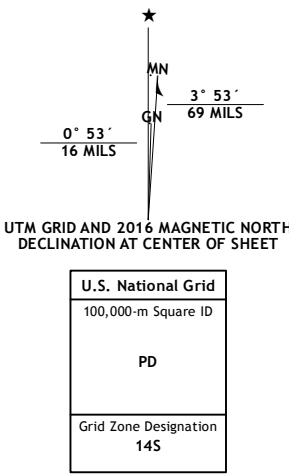 ★
MN
3° 53´
69 MILS
GN
0° 53´
16 MILS
UTM GRID AND 2016 MAGNETIC NORTH
DECLINATION AT CENTER OF SHEET
U.S. National Grid
100,000-m Square ID
PD
Grid Zone Designation
14S